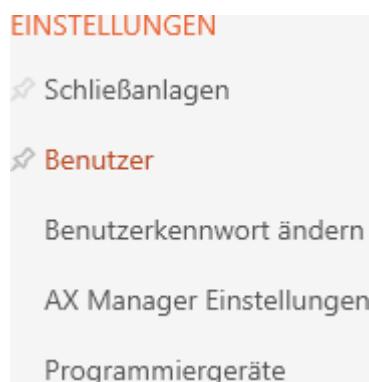 EINSTELLUNGEN
Schließanlagen
Benutzer
Benutzerkennwort ändern
AX Manager Einstellungen
Programmiergeräte